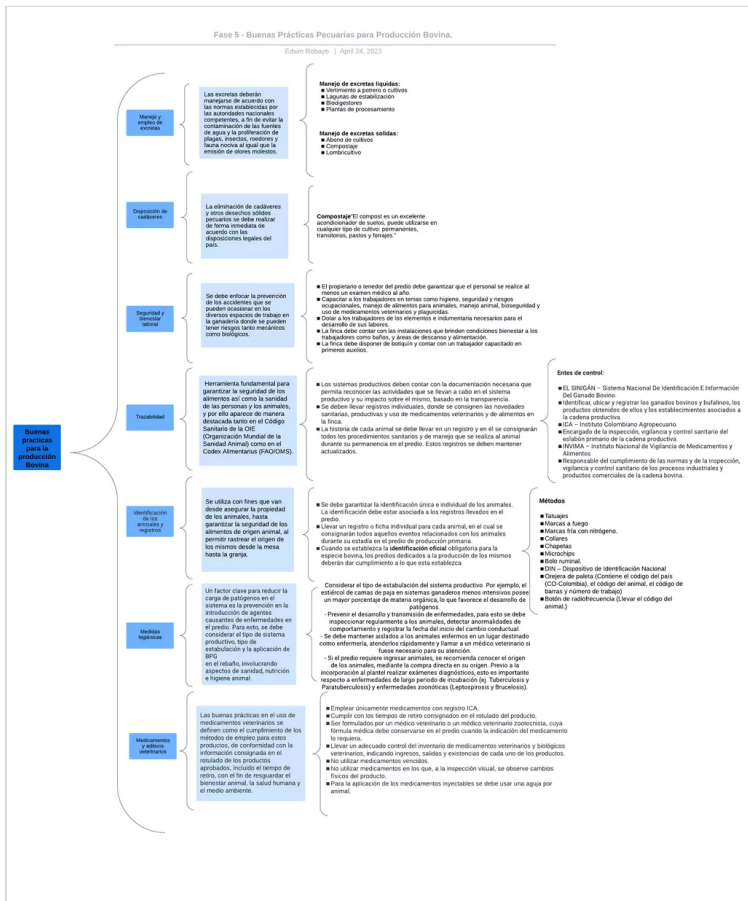 Fase 5 - Buenas Prácticas Pecuarias para Producción Bovina.
Edwin Robayo | April 24, 2023
Buenas
practicas
para la
producción
Bovina
Manejo y
empleo de
excretas
Las excretas deberán
manejarse de acuerdo con
las normas establecidas por
las autoridades nacionales
competentes, a fin de evitar la
contaminación de las fuentes
de agua y la proliferación de
plagas, insectos, roedores y
fauna nociva al igual que la
emisión de olores molestos.
Manejo de excretas líquidas:
■ Vertimiento a potrero o cultivos
■ Lagunas de estabilización
■ Biodigestores
■ Plantas de procesamiento
Manejo de excretas solidas:
■ Abono de cultivos
■ Compostaje
■ Lombricultivo
Disposición de
cadáveres
La eliminación de cadáveres
y otros desechos sólidos
pecuarios se debe realizar
de forma inmediata de
acuerdo con las
disposiciones legales del
país.
Compostaje"El compost es un excelente
acondicionador de suelos, puede utilizarse en
cualquier tipo de cultivo: permanentes,
transitorios, pastos y forrajes."
Seguridad y
bienestar
laboral
Se debe enfocar la prevención
de los accidentes que se
pueden ocasionar en los
diversos espacios de trabajo en
la ganadería donde se pueden
tener riesgos tanto mecánicos
como biológicos.
■ El propietario o tenedor del predio debe garantizar que el personal se realice al
menos un examen médico al año.
■ Capacitar a los trabajadores en temas como higiene, seguridad y riesgos
ocupacionales, manejo de alimentos para animales, manejo animal, bioseguridad y
uso de medicamentos veterinarios y plaguicidas.
■ Dotar a los trabajadores de los elementos e indumentaria necesarios para el
desarrollo de sus labores.
■ La finca debe contar con las instalaciones que brinden condiciones bienestar a los
trabajadores como baños, y áreas de descanso y alimentación.
■ La finca debe disponer de botiquín y contar con un trabajador capacitado en
primeros auxilios.
Trazabilidad
Herramienta fundamental para
garantizar la seguridad de los
alimentos así como la sanidad
de las personas y los animales,
y por ello aparece de manera
destacada tanto en el Código
Sanitario de la OIE
(Organización Mundial de la
Sanidad Animal) como en el
Codex Alimentarius (FAO/OMS).
■ Los sistemas productivos deben contar con la documentación necesaria que
permita reconocer las actividades que se llevan a cabo en el sistema
productivo y su impacto sobre el mismo, basado en la transparencia.
■ Se deben llevar registros individuales, donde se consignen las novedades
sanitarias, productivas y uso de medicamentos veterinarios y de alimentos en
la finca.
■ La historia de cada animal se debe llevar en un registro y en él se consignarán
todos los procedimientos sanitarios y de manejo que se realiza al animal
durante su permanencia en el predio. Estos registros se deben mantener
actualizados.
Entes de control:
■ EL SINIGÁN – Sistema Nacional De Identificación E Información
Del Ganado Bovino.
■ Identificar, ubicar y registrar los ganados bovinos y bufalinos, los
productos obtenidos de ellos y los establecimientos asociados a
la cadena productiva.
■ ICA – Instituto Colombiano Agropecuario.
■ Encargado de la inspección, vigilancia y control sanitario del
eslabón primario de la cadena productiva.
■ INVIMA – Instituto Nacional de Vigilancia de Medicamentos y
Alimentos
■ Responsable del cumplimiento de las normas y de la inspección,
vigilancia y control sanitario de los procesos industriales y
productos comerciales de la cadena bovina.
Identificación
de los
animales y
registros
Se utiliza con fines que van
desde asegurar la propiedad
de los animales, hasta
garantizar la seguridad de los
alimentos de origen animal, al
permitir rastrear el origen de
los mismos desde la mesa
hasta la granja.
■ Se debe garantizar la identificación única e individual de los animales.
La identificación debe estar asociada a los registros llevados en el
predio.
■ Llevar un registro o ficha individual para cada animal, en el cual se
consignarán todos aquellos eventos relacionados con los animales
durante su estadía en el predio de producción primaria.
■ Cuando se establezca la identificación oficial obligatoria para la
especie bovina, los predios dedicados a la producción de los mismos
deberán dar cumplimiento a lo que esta establezca.
Métodos
■ Tatuajes
■ Marcas a fuego
■ Marcas fría con nitrógeno.
■ Collares
■ Chapetas
■ Microchips
■ Bolo ruminal.
■ DIN – Dispositivo de Identificación Nacional
■ Orejera de paleta (Contiene el código del país
(CO-Colombia), el código del animal, el código de
barras y número de trabajo)
■ Botón de radiofrecuencia (Llevar el código del
animal.)
Medidas
higiénicas
Un factor clave para reducir la
carga de patógenos en el
sistema es la prevención en la
introducción de agentes
causantes de enfermedades en
el predio. Para esto, se debe
considerar el tipo de sistema
productivo, tipo de
estabulación y la aplicación de
BPG
en el rebaño, involucrando
aspectos de sanidad, nutrición
e higiene animal.
Considerar el tipo de estabulación del sistema productivo. Por ejemplo, el
estiércol de camas de paja en sistemas ganaderos menos intensivos posee
un mayor porcentaje de materia orgánica, lo que favorece el desarrollo de
patógenos.
- Prevenir el desarrollo y transmisión de enfermedades, para esto se debe
inspeccionar regularmente a los animales, detectar anormalidades de
comportamiento y registrar la fecha del inicio del cambio conductual.
- Se debe mantener aislados a los animales enfermos en un lugar destinado
como enfermería, atenderlos rápidamente y llamar a un médico veterinario si
fuese necesario para su atención.
- Si el predio requiere ingresar animales, se recomienda conocer el origen
de los animales, mediante la compra directa en su origen. Previo a la
incorporación al plantel realizar exámenes diagnósticos, esto es importante
respecto a enfermedades de largo periodo de incubación (ej. Tuberculosis y
Paratuberculosis) y enfermedades zoonóticas (Leptospirosis y Brucelosis).
Medicamentos
y aditivos
veterinarios
Las buenas prácticas en el uso de
medicamentos veterinarios se
definen como el cumplimiento de los
métodos de empleo para estos
productos, de conformidad con la
información consignada en el
rotulado de los productos
aprobados, incluido el tiempo de
retiro, con el fin de resguardar el
bienestar animal, la salud humana y
el medio ambiente.
■ Emplear únicamente medicamentos con registro ICA.
■ Cumplir con los tiempos de retiro consignados en el rotulado del producto.
■ Ser formulados por un médico veterinario o un médico veterinario zootecnista, cuya
fórmula médica debe conservarse en el predio cuando la indicación del medicamento
lo requiera.
■ Llevar un adecuado control del inventario de medicamentos veterinarios y biológicos
veterinarios, indicando ingresos, salidas y existencias de cada uno de los productos.
■ No utilizar medicamentos vencidos.
■ No utilizar medicamentos en los que, a la inspección visual, se observe cambios
físicos del producto.
■ Para la aplicación de los medicamentos inyectables se debe usar una aguja por
animal.